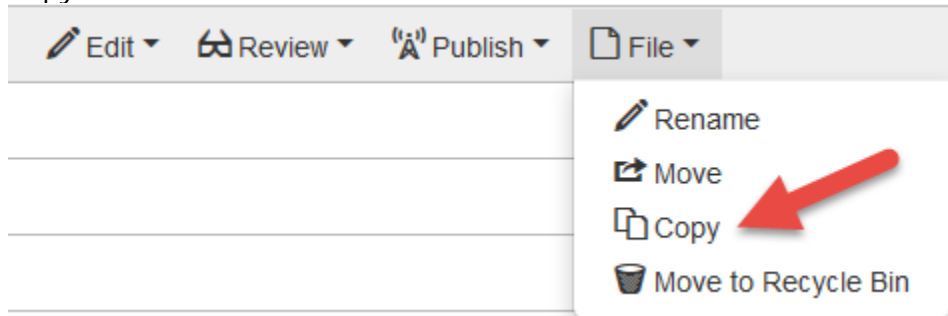 Edit Review Publish File
Rename
Move
Copy
Move to Recycle Bin